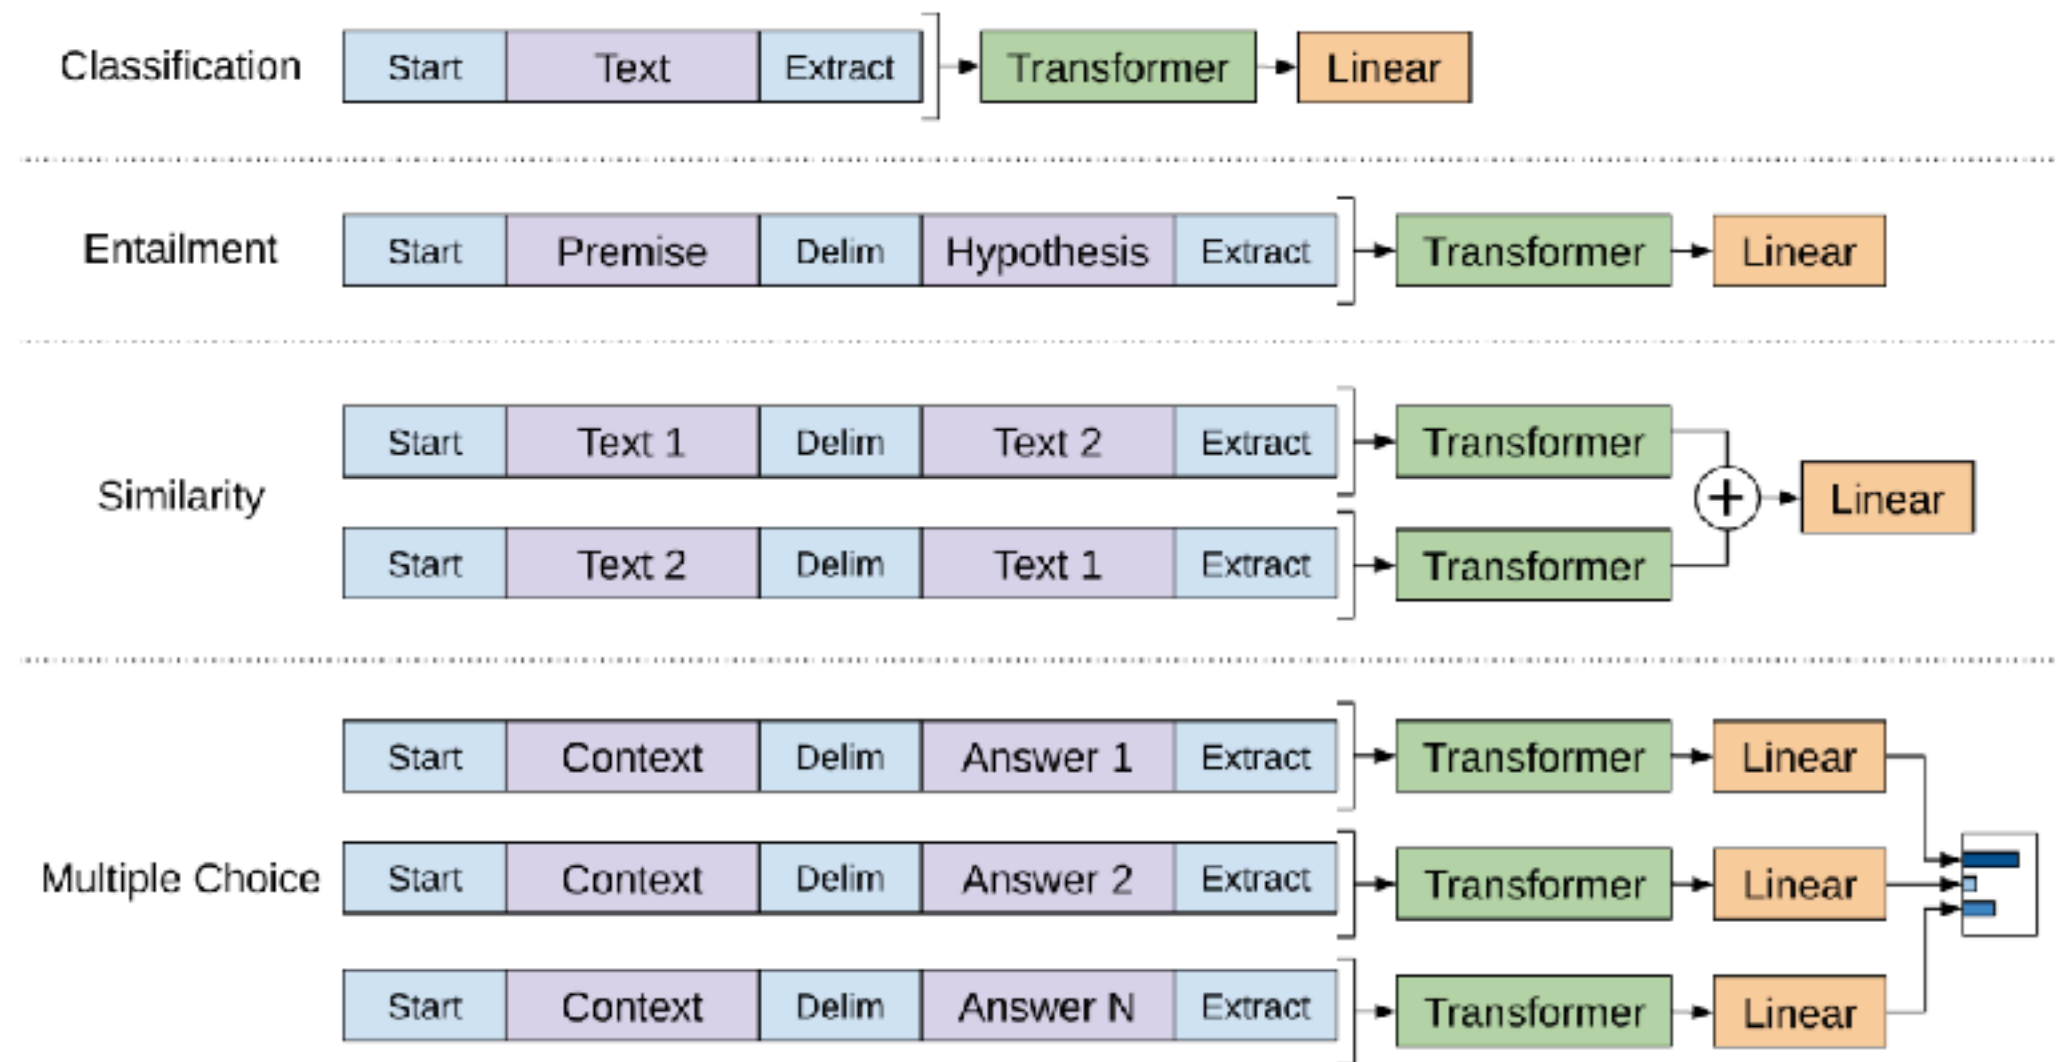 Classification Start Text Extract Transformer Linear
Entailment Start Premise Delim Hypothesis Extract Transformer Linear
Start Text 1 Delim Text 2 Extract Transformer
Similarity + Linear
Start Text 2 Delim Text 1 Extract Transformer
Start Context Delim Answer 1 Extract Transformer Linear
Multiple Choice Start Context Delim Answer 2 Extract Transformer Linear
Start Context Delim Answer N Extract Transformer Linear